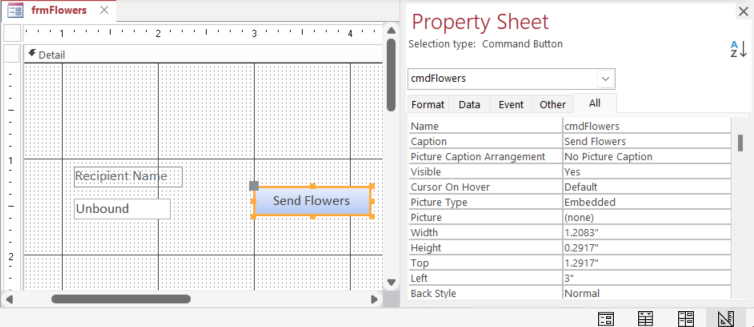 frmFlowers
1 2 3 4
Detail
1
Recipient Name
Unbound
Send Flowers
2
Property Sheet
Selection type: Command Button
A
Z
cmdFlowers
Format Data Event Other All
Name cmdFlowers
Caption Send Flowers
Picture Caption Arrangement No Picture Caption
Visible Yes
Cursor On Hover Default
Picture Type Embedded
Picture (none)
Width 1.2083"
Height 0.2917"
Top 1.2917"
Left 3"
Back Style Normal